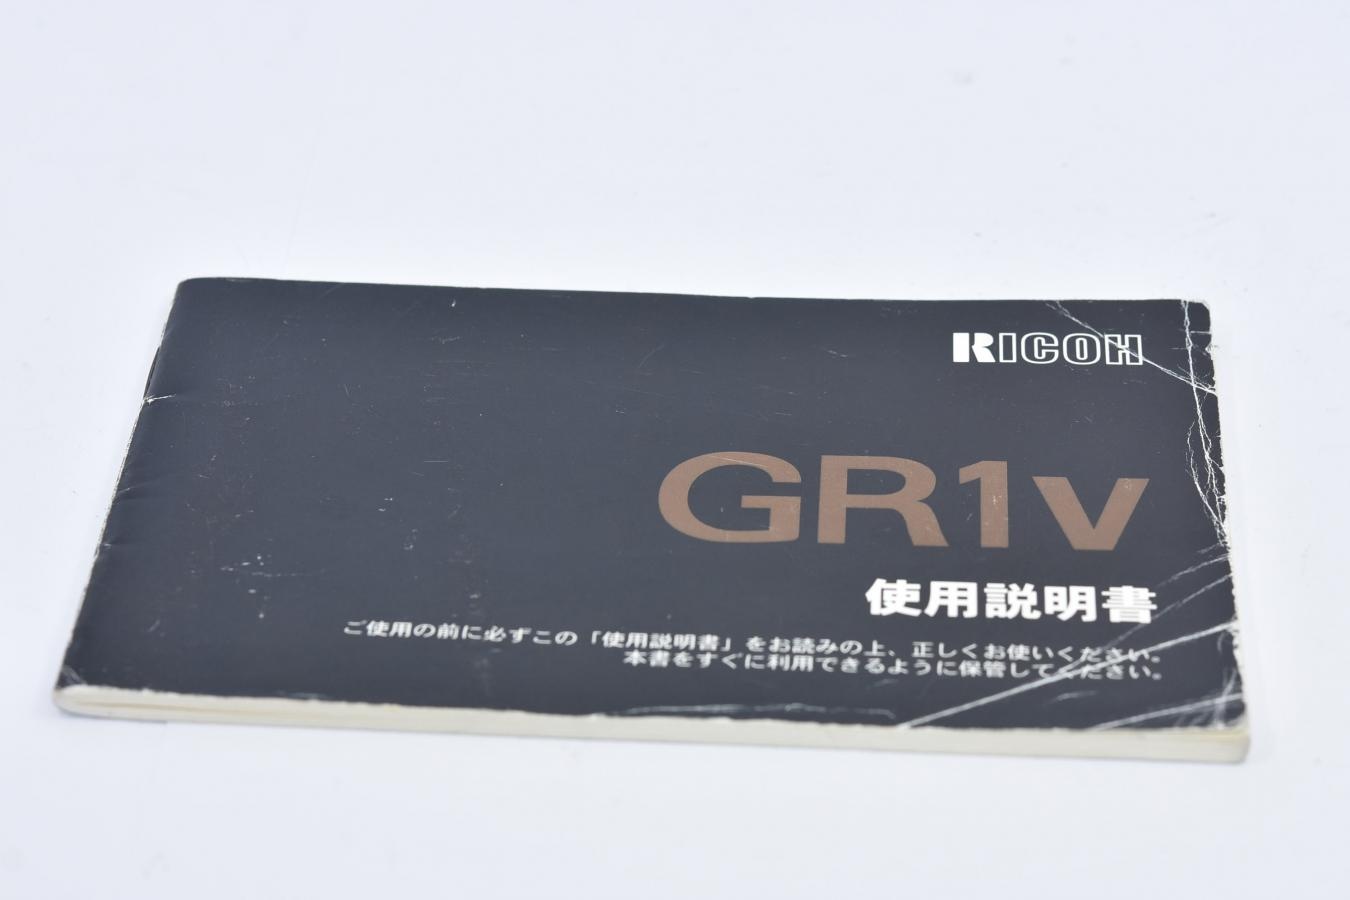 RICOH
GR1v
使用説明書
ご使用の前に必ずこの「使用説明書」をお読みの上、正しくお使いください。
本書をすぐに利用できるように保管してください。